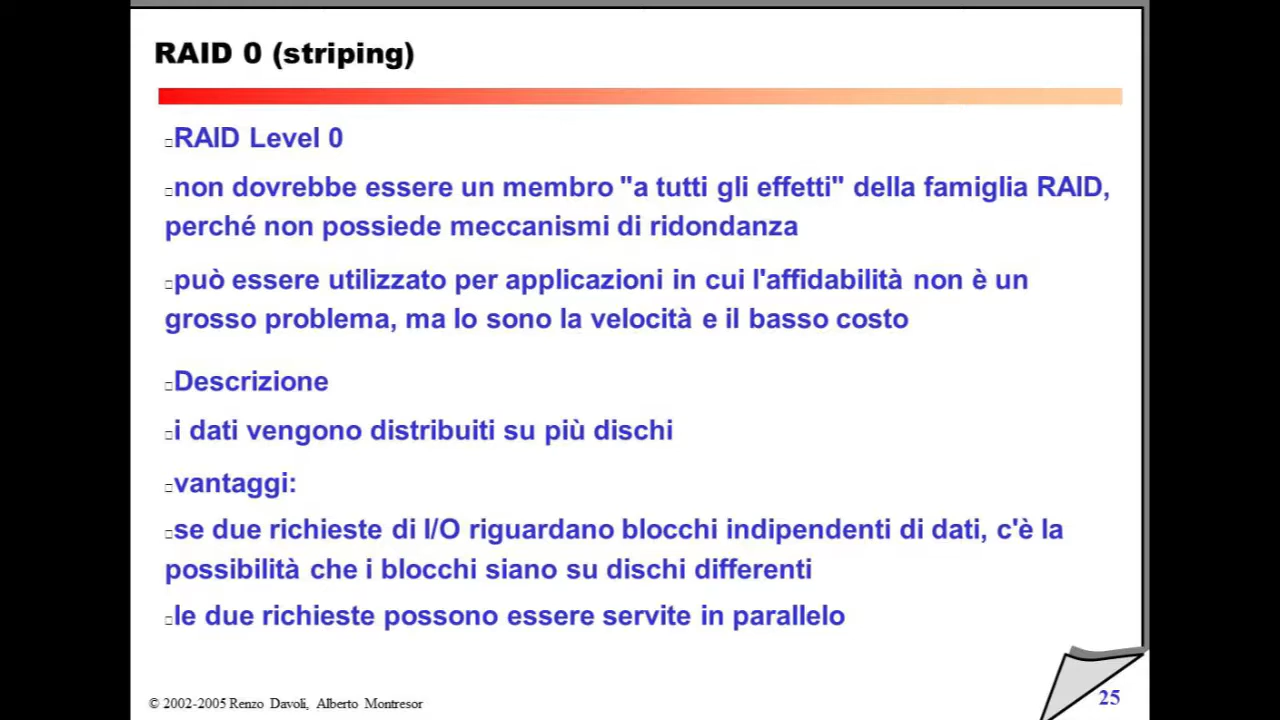 RAID 0 (striping)
RAID Level 0
non dovrebbe essere un membro "a tutti gli effetti" della famiglia RAID,
perché non possiede meccanismi di ridondanza
può essere utilizzato per applicazioni in cui l'affidabilità non è un
grosso problema, ma lo sono la velocità e il basso costo
Descrizione
i dati vengono distribuiti su più dischi
vantaggi:
se due richieste di I/O riguardano blocchi indipendenti di dati, c'è la
possibilità che i blocchi siano su dischi differenti
le due richieste possono essere servite in parallelo
© 2002-2005 Renzo Davoli, Alberto Montresor
25